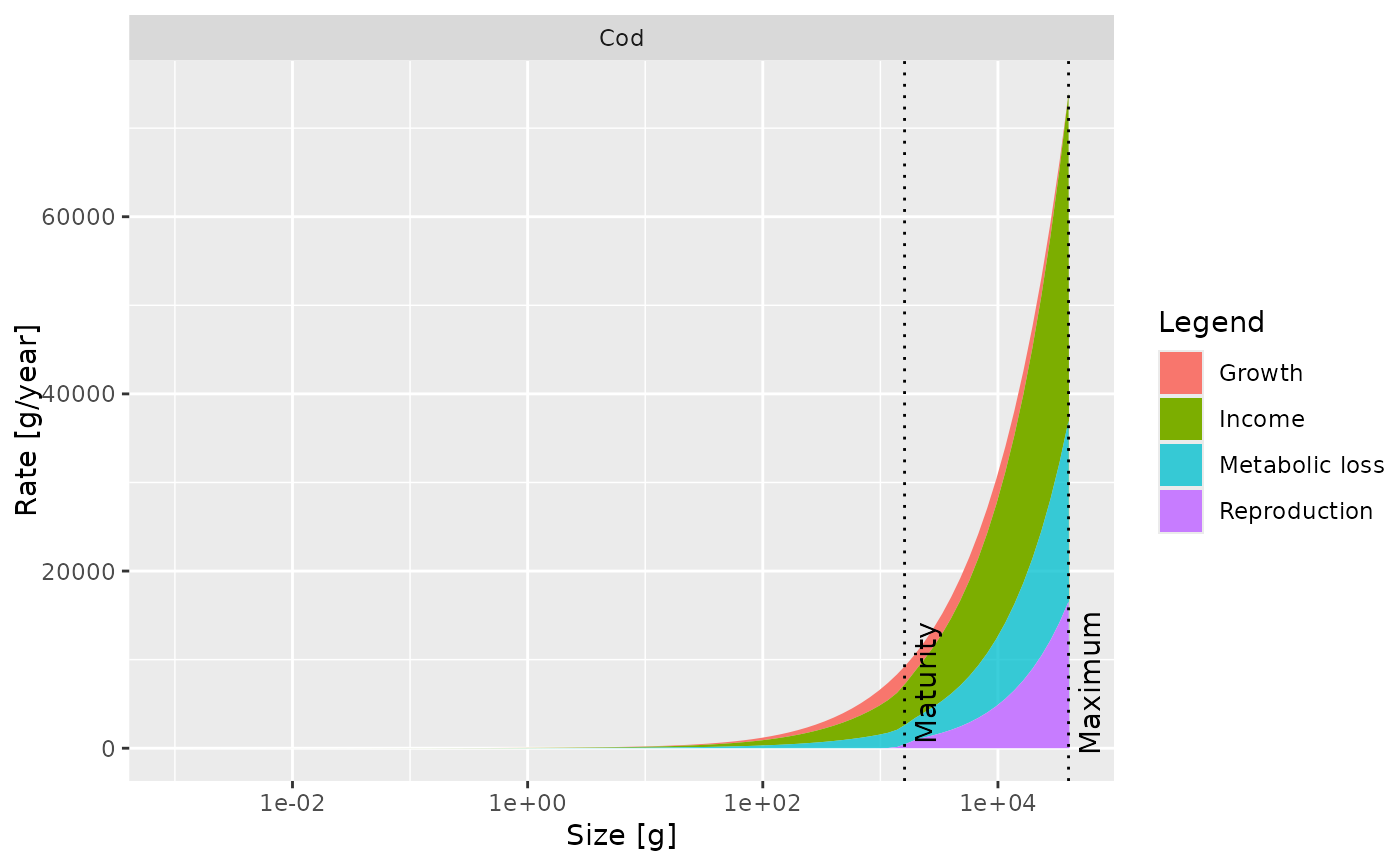 Cod
60000
40000
20000
0
Rate [g/year]
Maturity
Maximum
1e-02
1e+00
1e+02
1e+04
Size [g]
Legend
Growth
Income
Metabolic loss
Reproduction